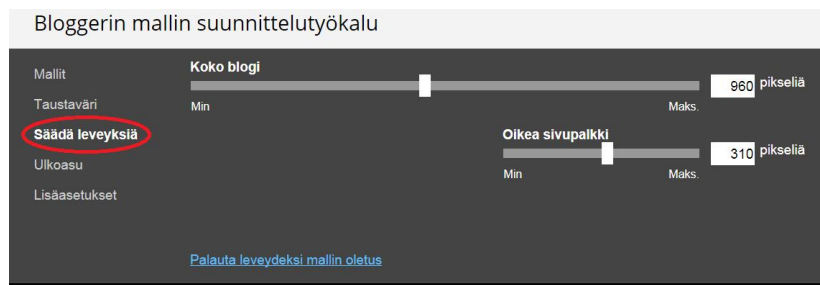 Bloggerin mallin suunnittelutyökalu
Mallit
Taustaväri
Säädä leveyksiä
Ulkoasu
Lisäasetukset
Koko blogi
960 pikseliä
Min Maks.
Oikea sivupalkki
310 pikseliä
Min Maks.
Palauta leveydeksi mallin oletus